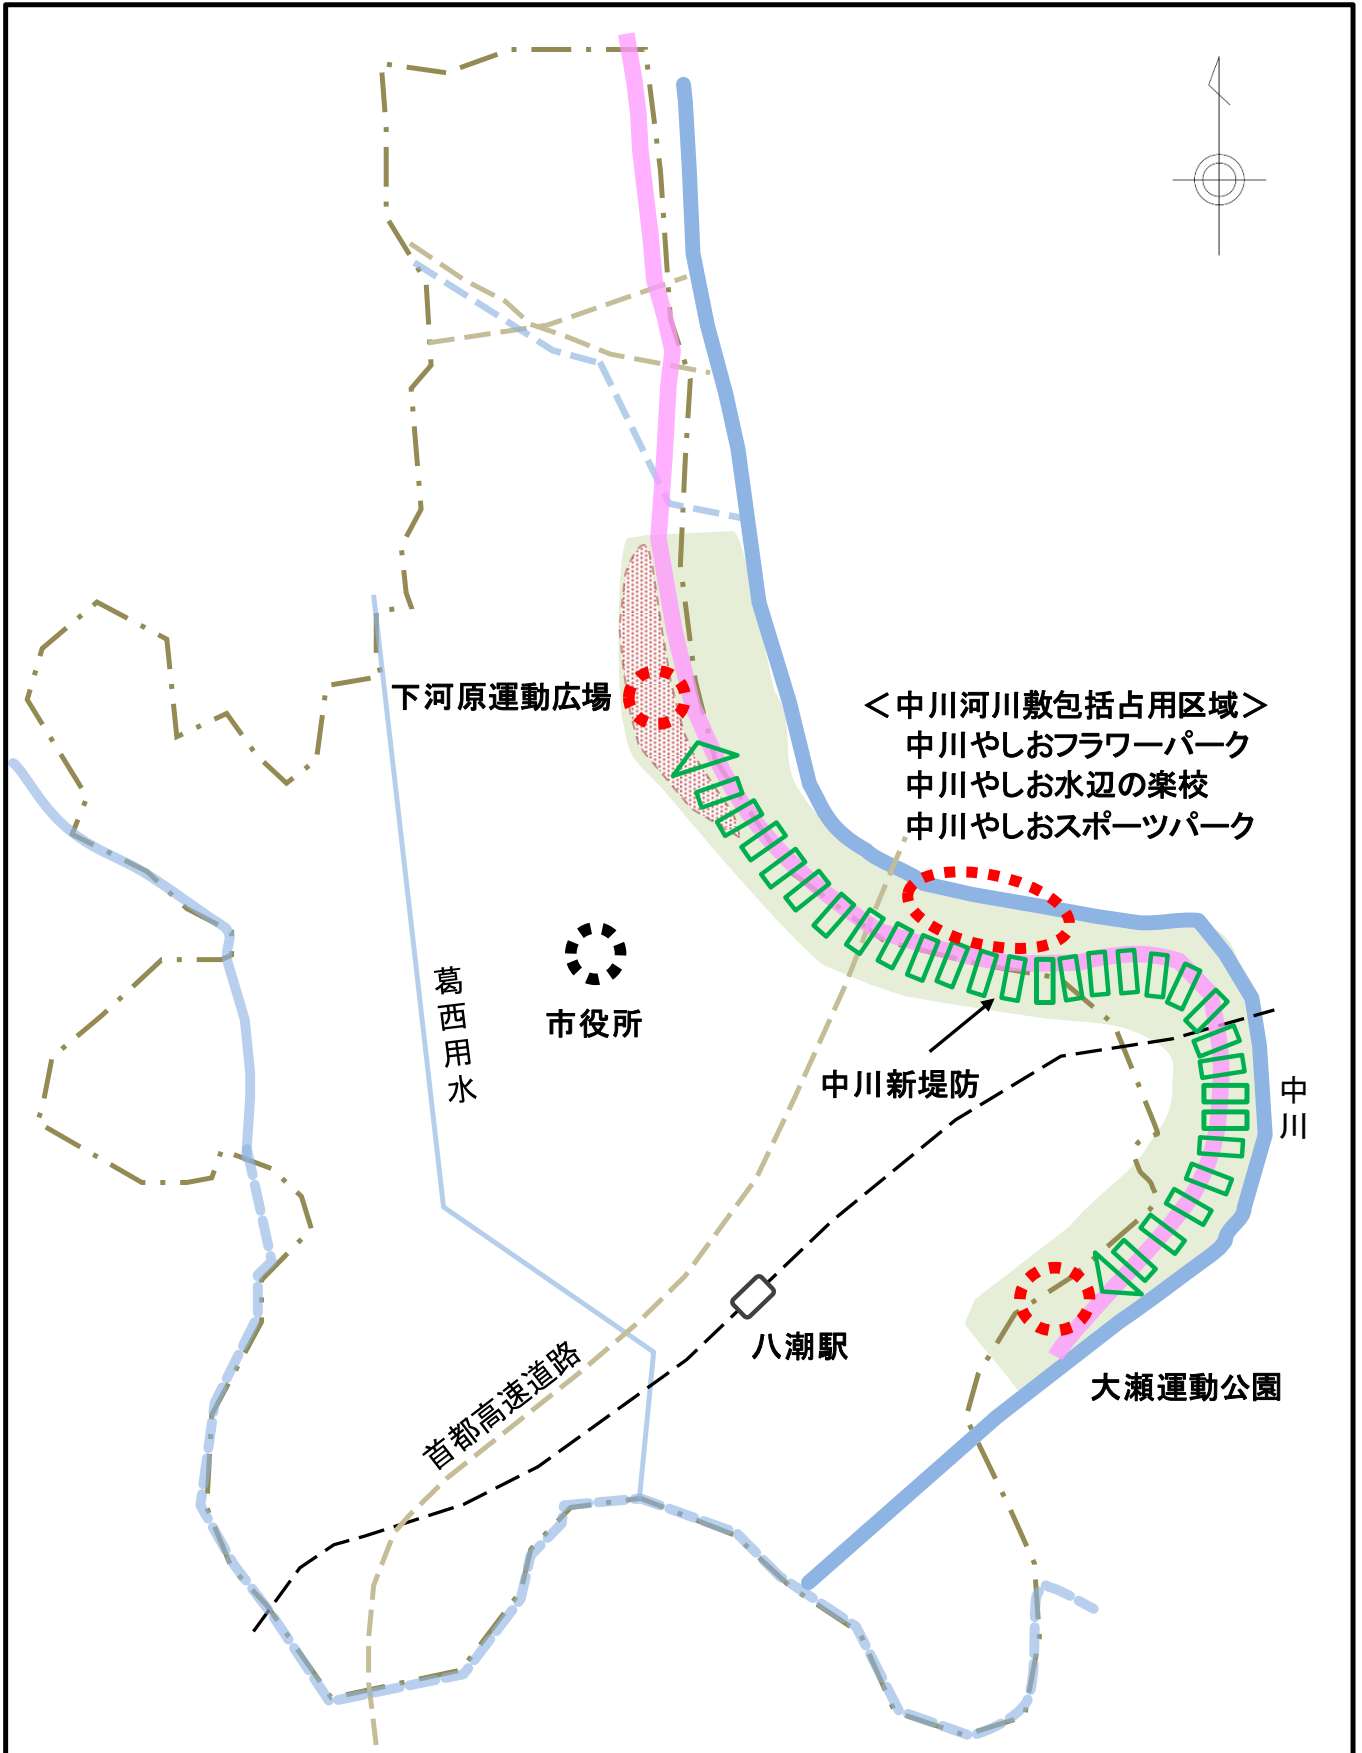 下河原運動広場
＜中川河川敷包括占用区域＞
中川やしおフラワーパーク
中川やしお水辺の楽校
中川やしおスポーツパーク
葛西用水
市役所
中川新堤防
中川
八潮駅
首都高速道路
大瀬運動公園